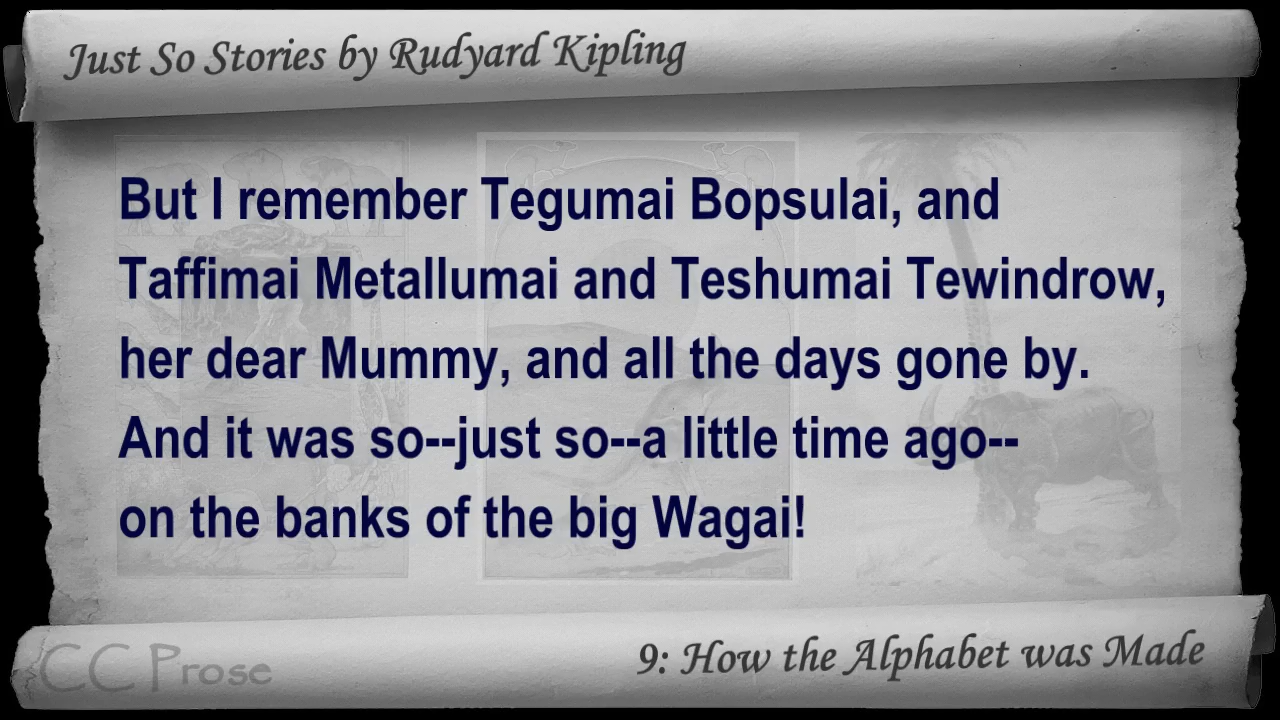 Just So Stories by Rudyard Kipling
But I remember Tegumai Bopsulai, and
Taffimai Metallumai and Teshumai Tewindrow,
her dear Mummy, and all the days gone by.
And it was so--just so--a little time ago--
on the banks of the big Wagai!
CC Prose
9: How the Alphabet was Made